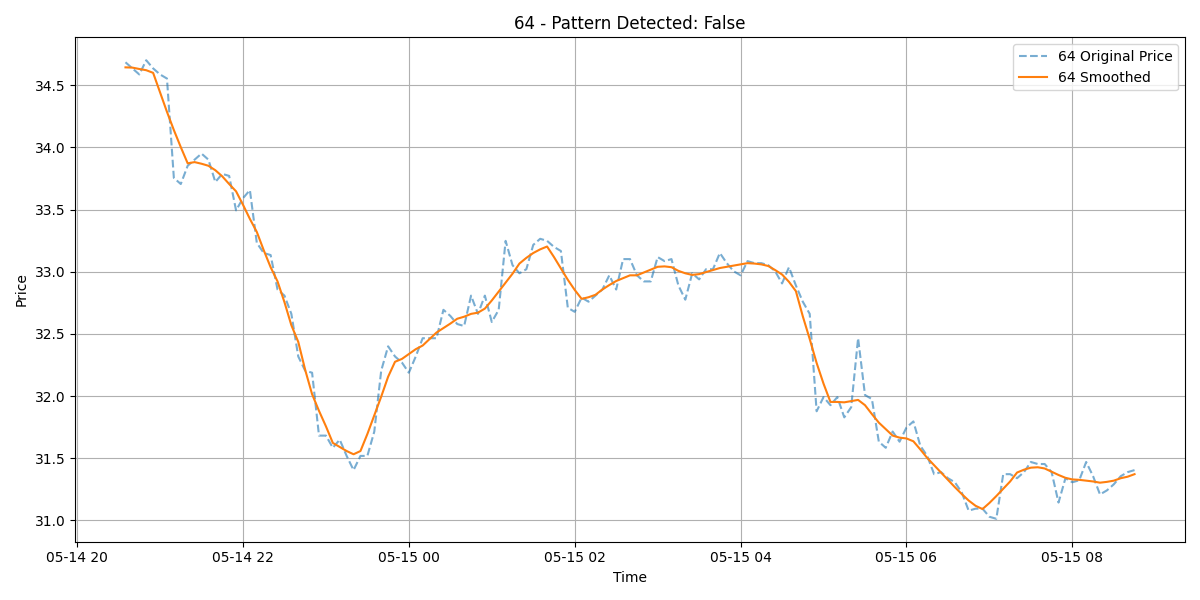 64 - Pattern Detected: False
64 Original Price
64 Smoothed
Price
34.5
34.0
33.5
33.0
32.5
32.0
31.5
31.0
05-14 20 05-14 22 05-15 00 05-15 02 05-15 04 05-15 06 05-15 08
Time